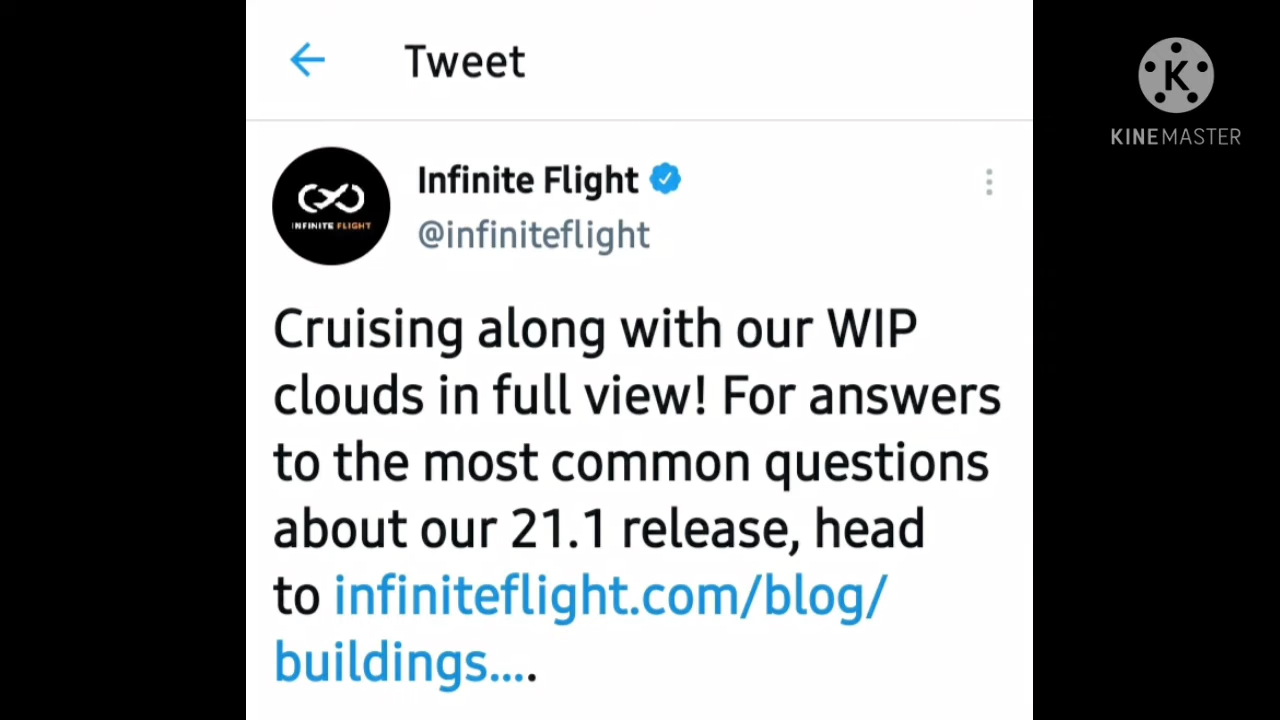 Tweet
K
KINEMASTER
Infinite Flight
INFINITE FLIGHT
@infiniteflight
Cruising along with our WIP
clouds in full view! For answers
to the most common questions
about our 21.1 release, head
to infiniteflight.com/blog/
buildings....